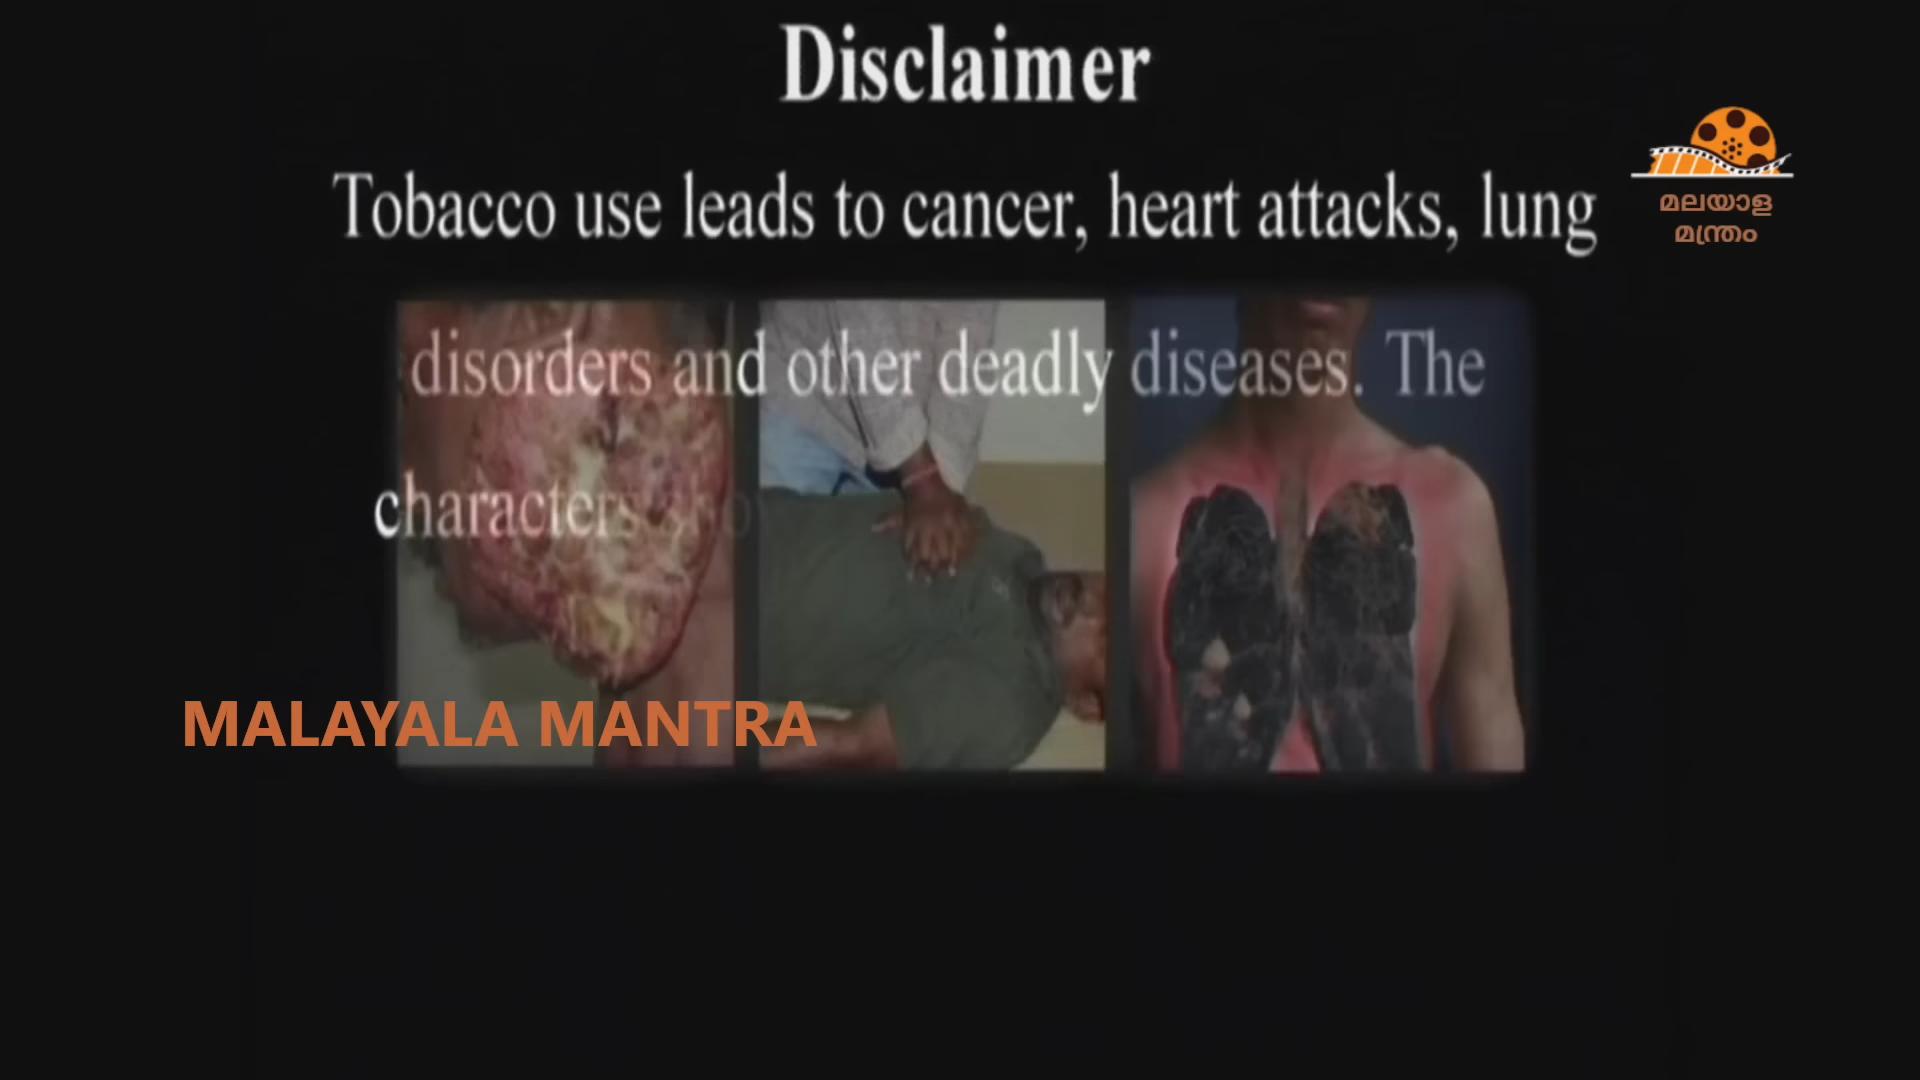 Disclaimer
Tobacco use leads to cancer, heart attacks, lung
disorders and other deadly diseases. The
characters
MALAYALA MANTRA
മലയാള
മന്ത്രം